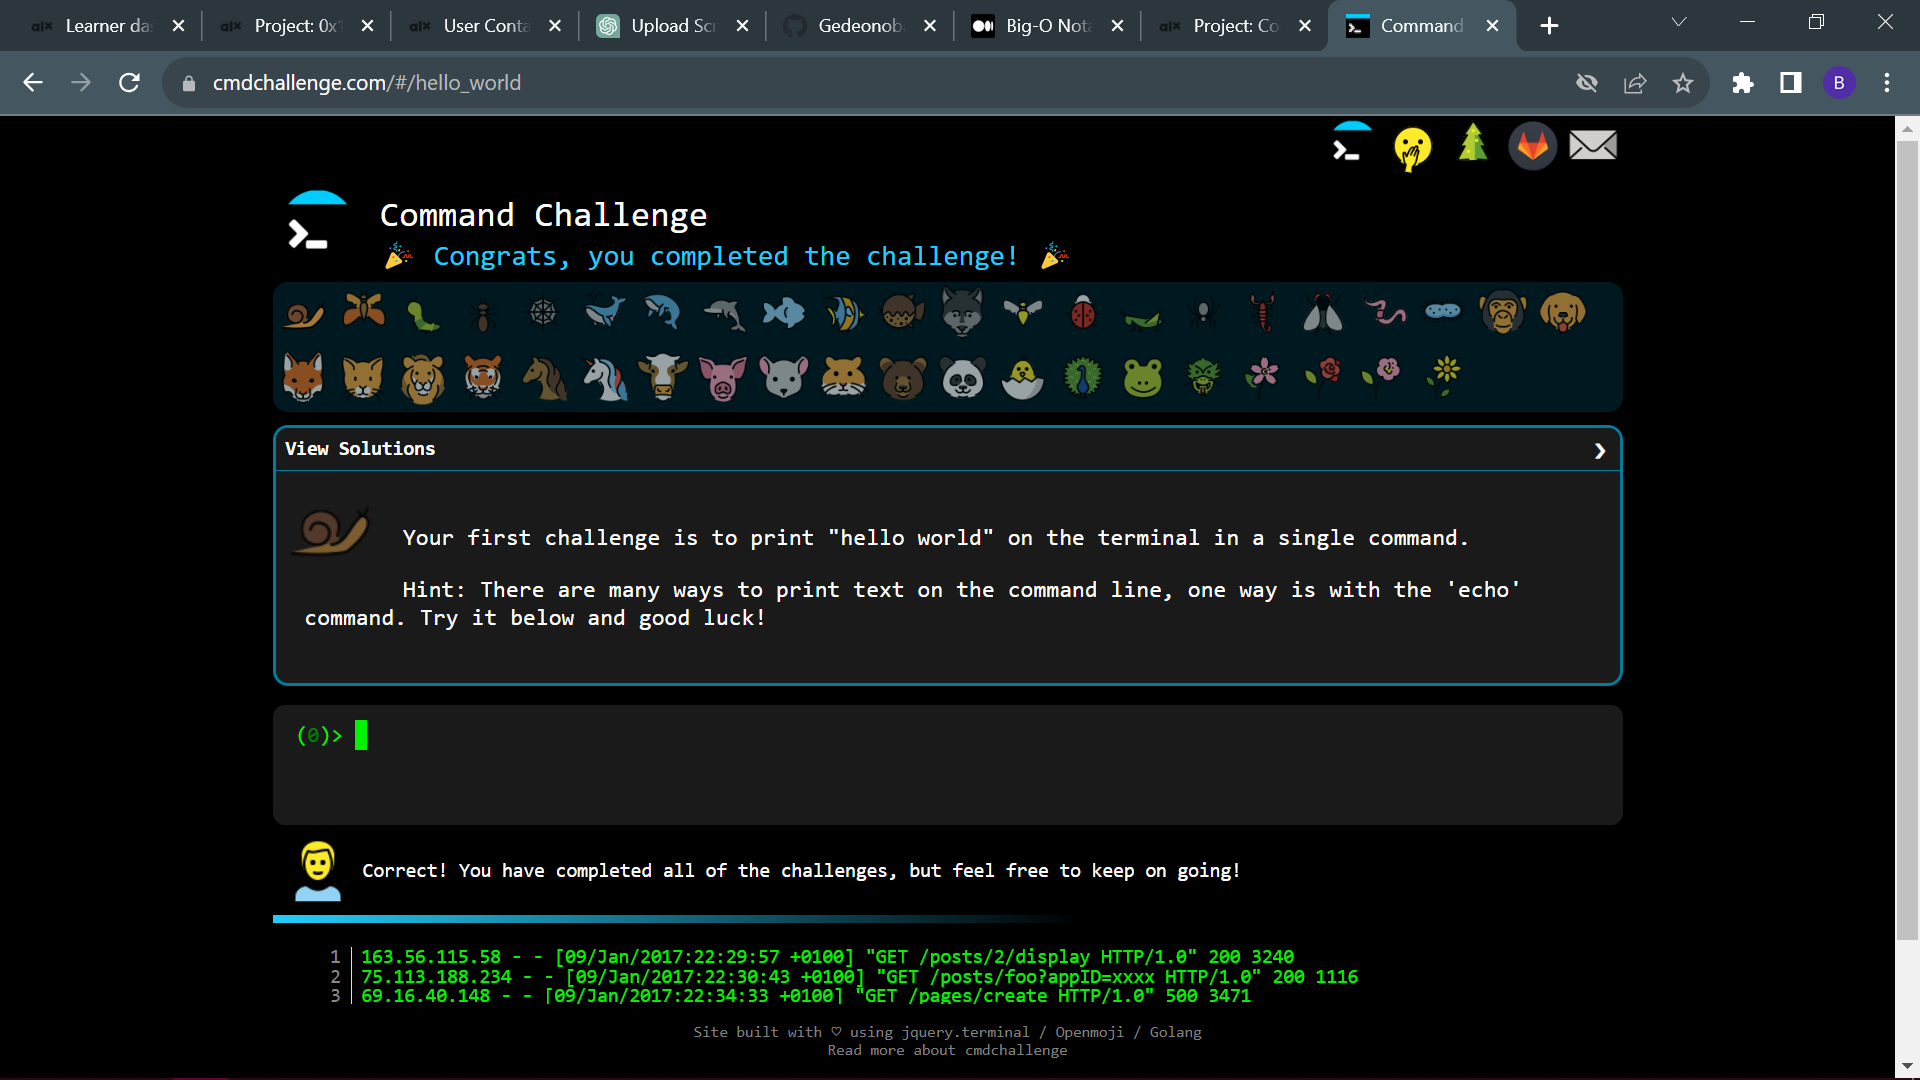 Learner da
Project: 0x1
User Conta
Upload Scr
Gedeonob
Big-O Nota
Project: Co
Command
cmdchallenge.com/#/hello_world
B
Command Challenge
Congrats, you completed the challenge!
View Solutions
Your first challenge is to print "hello world" on the terminal in a single command.
Hint: There are many ways to print text on the command line, one way is with the 'echo'
command. Try it below and good luck!
(0)>
Correct! You have completed all of the challenges, but feel free to keep on going!
1 163.56.115.58 - - [09/Jan/2017:22:29:57 +0100] "GET /posts/2/display HTTP/1.0" 200 3240
2 75.113.188.234 - - [09/Jan/2017:22:30:43 +0100] "GET /posts/foo?appID=xxxx HTTP/1.0" 200 1116
3 69.16.40.148 - - [09/Jan/2017:22:34:33 +0100] "GET /pages/create HTTP/1.0" 500 3471
Site built with ♡ using jquery.terminal / Openmoji / Golang
Read more about cmdchallenge